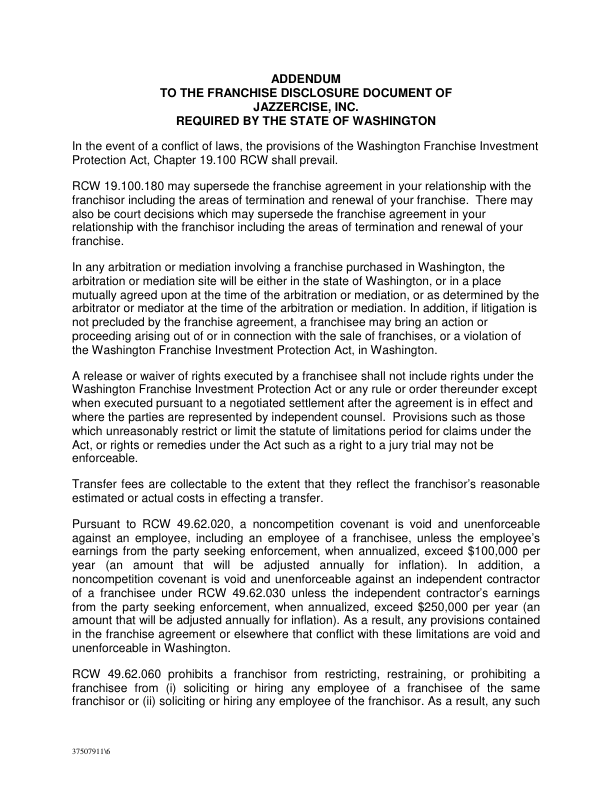 ADDENDUM
TO THE FRANCHISE DISCLOSURE DOCUMENT OF
JAZZERCISE, INC.
REQUIRED BY THE STATE OF WASHINGTON
In the event of a conflict of laws, the provisions of the Washington Franchise Investment
Protection Act, Chapter 19.100 RCW shall prevail.
RCW 19.100.180 may supersede the franchise agreement in your relationship with the
franchisor including the areas of termination and renewal of your franchise.  There may
also be court decisions which may supersede the franchise agreement in your
relationship with the franchisor including the areas of termination and renewal of your
franchise.
In any arbitration or mediation involving a franchise purchased in Washington, the
arbitration or mediation site will be either in the state of Washington, or in a place
mutually agreed upon at the time of the arbitration or mediation, or as determined by the
arbitrator or mediator at the time of the arbitration or mediation. In addition, if litigation is
not precluded by the franchise agreement, a franchisee may bring an action or
proceeding arising out of or in connection with the sale of franchises, or a violation of
the Washington Franchise Investment Protection Act, in Washington.
A release or waiver of rights executed by a franchisee shall not include rights under the
Washington Franchise Investment Protection Act or any rule or order thereunder except
when executed pursuant to a negotiated settlement after the agreement is in effect and
where the parties are represented by independent counsel.  Provisions such as those
which unreasonably restrict or limit the statute of limitations period for claims under the
Act, or rights or remedies under the Act such as a right to a jury trial may not be
enforceable.
Transfer fees are collectable to the extent that they reflect the franchisor's reasonable
estimated or actual costs in effecting a transfer.
Pursuant to RCW 49.62.020, a noncompetition covenant is void and unenforceable
against an employee, including an employee of a franchisee, unless the employee's
earnings from the party seeking enforcement, when annualized, exceed $100,000 per
year (an amount that will be adjusted annually for inflation). In addition, a
noncompetition covenant is void and unenforceable against an independent contractor
of a franchisee under RCW 49.62.030 unless the independent contractor's earnings
from the party seeking enforcement, when annualized, exceed $250,000 per year (an
amount that will be adjusted annually for inflation). As a result, any provisions contained
in the franchise agreement or elsewhere that conflict with these limitations are void and
unenforceable in Washington.
RCW 49.62.060 prohibits a franchisor from restricting, restraining, or prohibiting a
franchisee from (i) soliciting or hiring any employee of a franchisee of the same
franchisor or (ii) soliciting or hiring any employee of the franchisor. As a result, any such
37507911\6